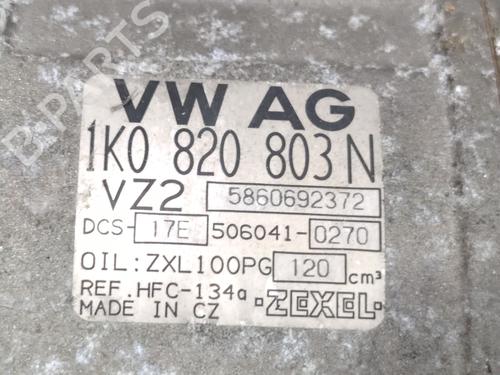 B-PARTS
VW AG
1K0 820 803 N
VZ2 5860692372
DCS-17E 506041-0270
OIL:ZXL100PG 120 cm³
REF. HFC-134a ZEXEL
MADE IN CZ